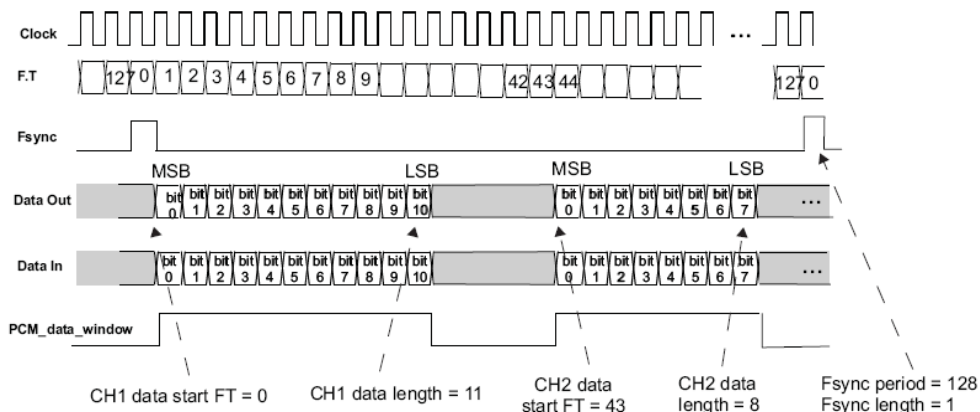 Clock ...
F.T 127 0 1 2 3 4 5 6 7 8 9 42 43 44 127 0
Fsync
MSB LSB MSB LSB
Data Out bit 0 bit 1 bit 2 bit 3 bit 4 bit 5 bit 6 bit 7 bit 8 bit 9 bit 10 bit 0 bit 1 bit 2 bit 3 bit 4 bit 5 bit 6 bit 7 ...
Data In bit 0 bit 1 bit 2 bit 3 bit 4 bit 5 bit 6 bit 7 bit 8 bit 9 bit 10 bit 0 bit 1 bit 2 bit 3 bit 4 bit 5 bit 6 bit 7 ...
PCM_data_window
CH1 data start FT = 0
CH1 data length = 11
CH2 data
start FT = 43
CH2 data
length = 8
Fsync period = 128
Fsync length = 1